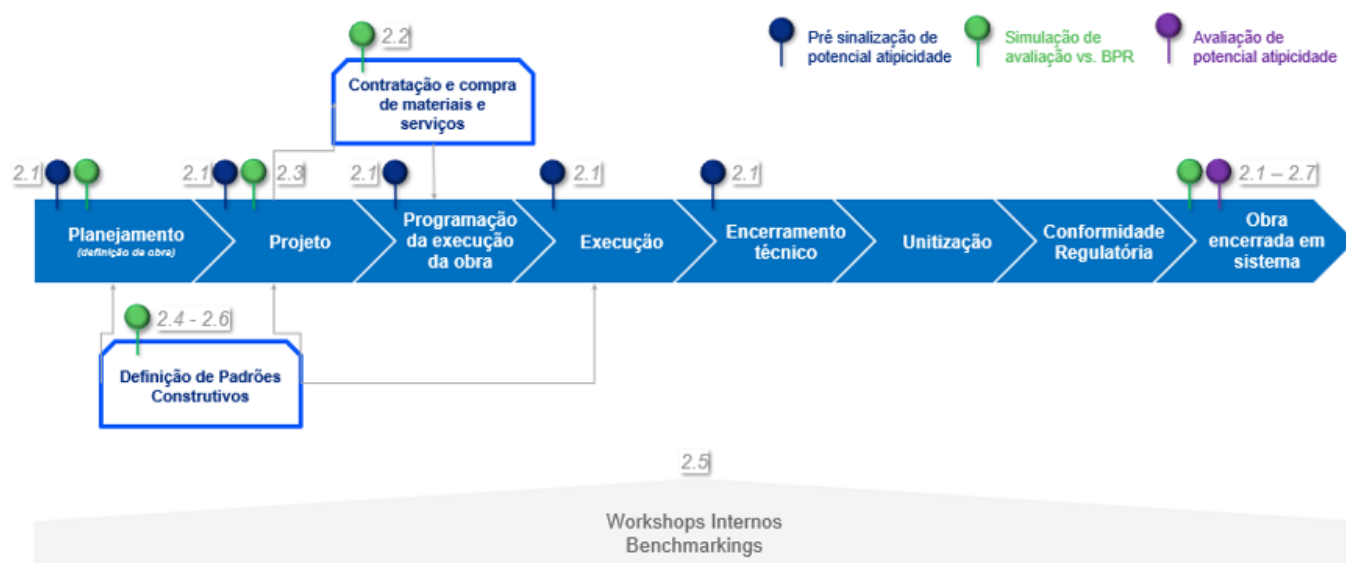 2.2
Pré sinalização de
potencial atipicidade
Simulação de
avaliação vs. BPR
Avaliação de
potencial atipicidade
Contratação e compra
de materiais e
serviços
2.1
2.1
2.3
2.1
2.1
2.1
2.1 – 2.7
Planejamento
(definição de obra)
Projeto
Programação
da execução
da obra
Execução
Encerramento
técnico
Unitização
Conformidade
Regulatória
Obra
encerrada em
sistema
2.4 - 2.6
Definição de Padrões
Construtivos
2.5
Workshops Internos
Benchmarkings